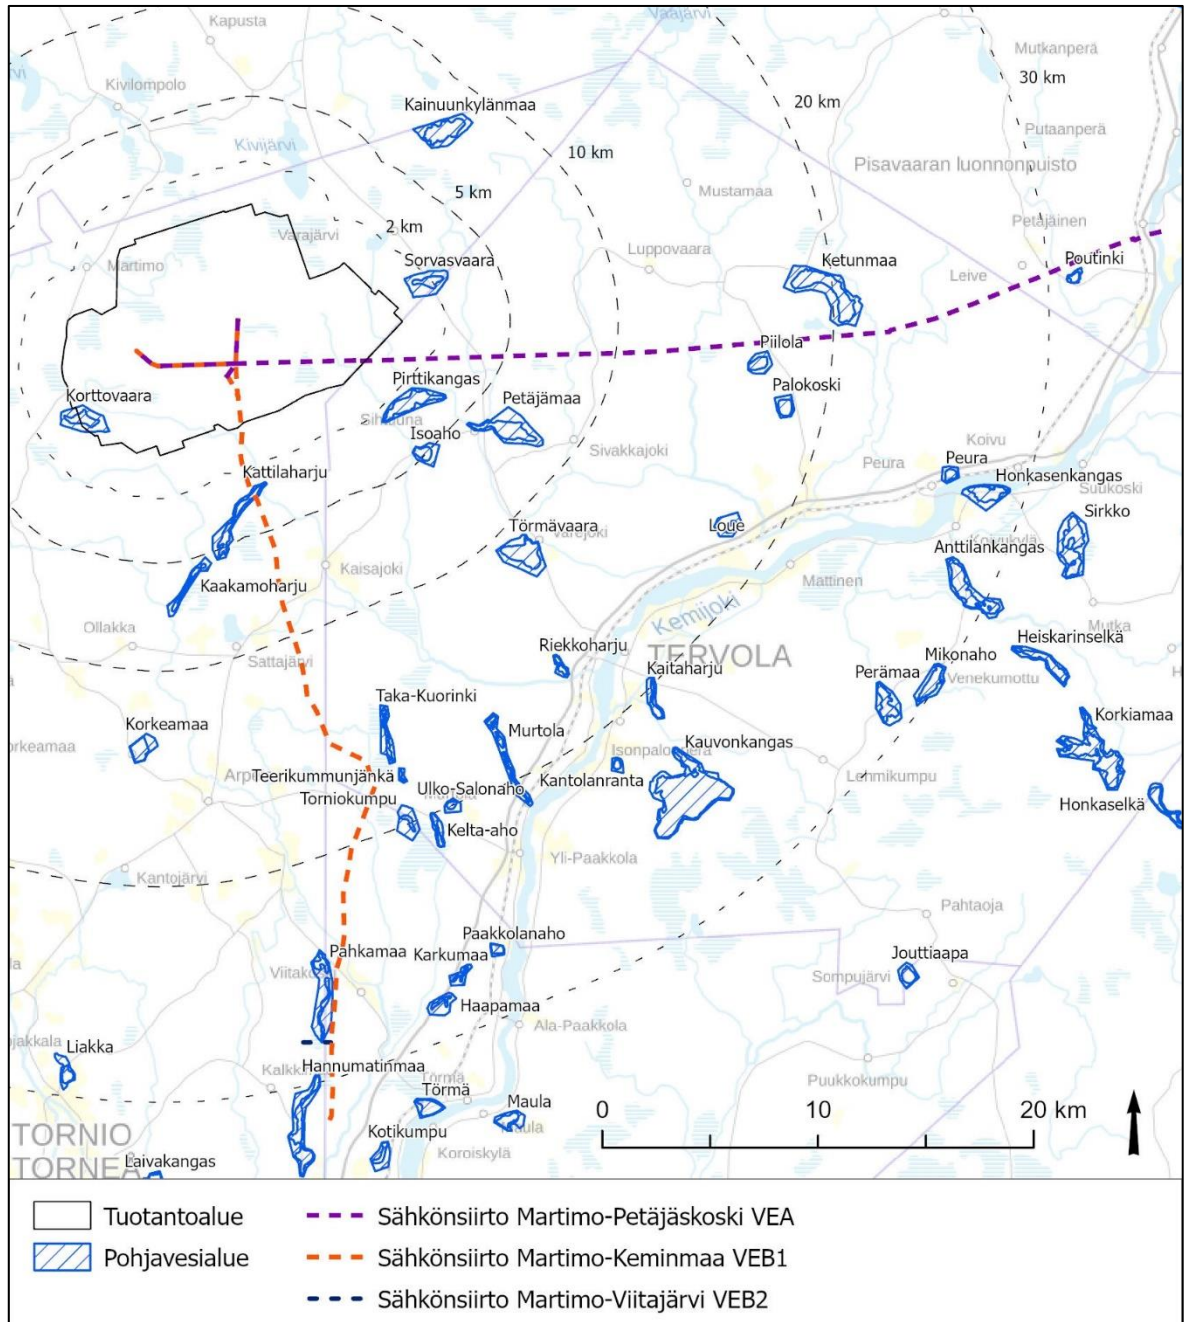 Mutkanperä
Vaajärvi
Kapusta
30 km
Kivilompolo
20 km
Kainuunkylänmaa
Putaanperä
Kivijärvi
10 km
Pisavaaran luonnonpuisto
5 km
Mustamaa
Petäjäinen
2 km
Varajärvi
Luppovaara
Martimo
Sorvasvaara
Ketunmaa
Poutinki
Leive
Piilola
Pirttikangas
Palokoski
Korttovaara
Petäjämaa
Sihtuuna
Isoaho
Sivakkajoki
Koivu
Peura
Peura
Kattilaharju
Honkasenkangas
Suukoski
Sirkko
Törmävaara
Loue
Varejoki
Koivukylä
Anttilankangas
Kaisajoki
Mattinen
Kaakamoharju
Kemijoki
Ollakka
Mutka
Riekkoharju
Heiskarinselkä
Sattajärvi
TERVOLA
Mikonaho
Kaitaharju
Perämaa
Venekumottu
Taka-Kuorinki
Korkeamaa
Murtola
Korkiamaa
orkeamaa
Kauvonkangas
Lehmikumpu
Teerikummunjänkä
Kantolanranta
Ulko-Salonaho
Honkaselkä
Torniokumpu
Kelta-aho
Yli-Paakkola
Kantojärvi
Pahtaoja
Paakkolanaho
Pahkamaa
Karkumaa
Jouttiaapa
Sompujärvi
Haapamaa
Ala-Paakkola
Liakka
Hannumatinmaa
Törmä
Törmä
Puukkokumpu
Maula
Maula
0 10 20 km
TORNIO
TORNEÅ
Kotikumpu
Koroiskylä
Laivakangas
Tuotantoalue
Sähkönsiirto Martimo-Petäjäskoski VEA
Pohjavesialue
Sähkönsiirto Martimo-Keminmaa VEB1
Sähkönsiirto Martimo-Viitajärvi VEB2